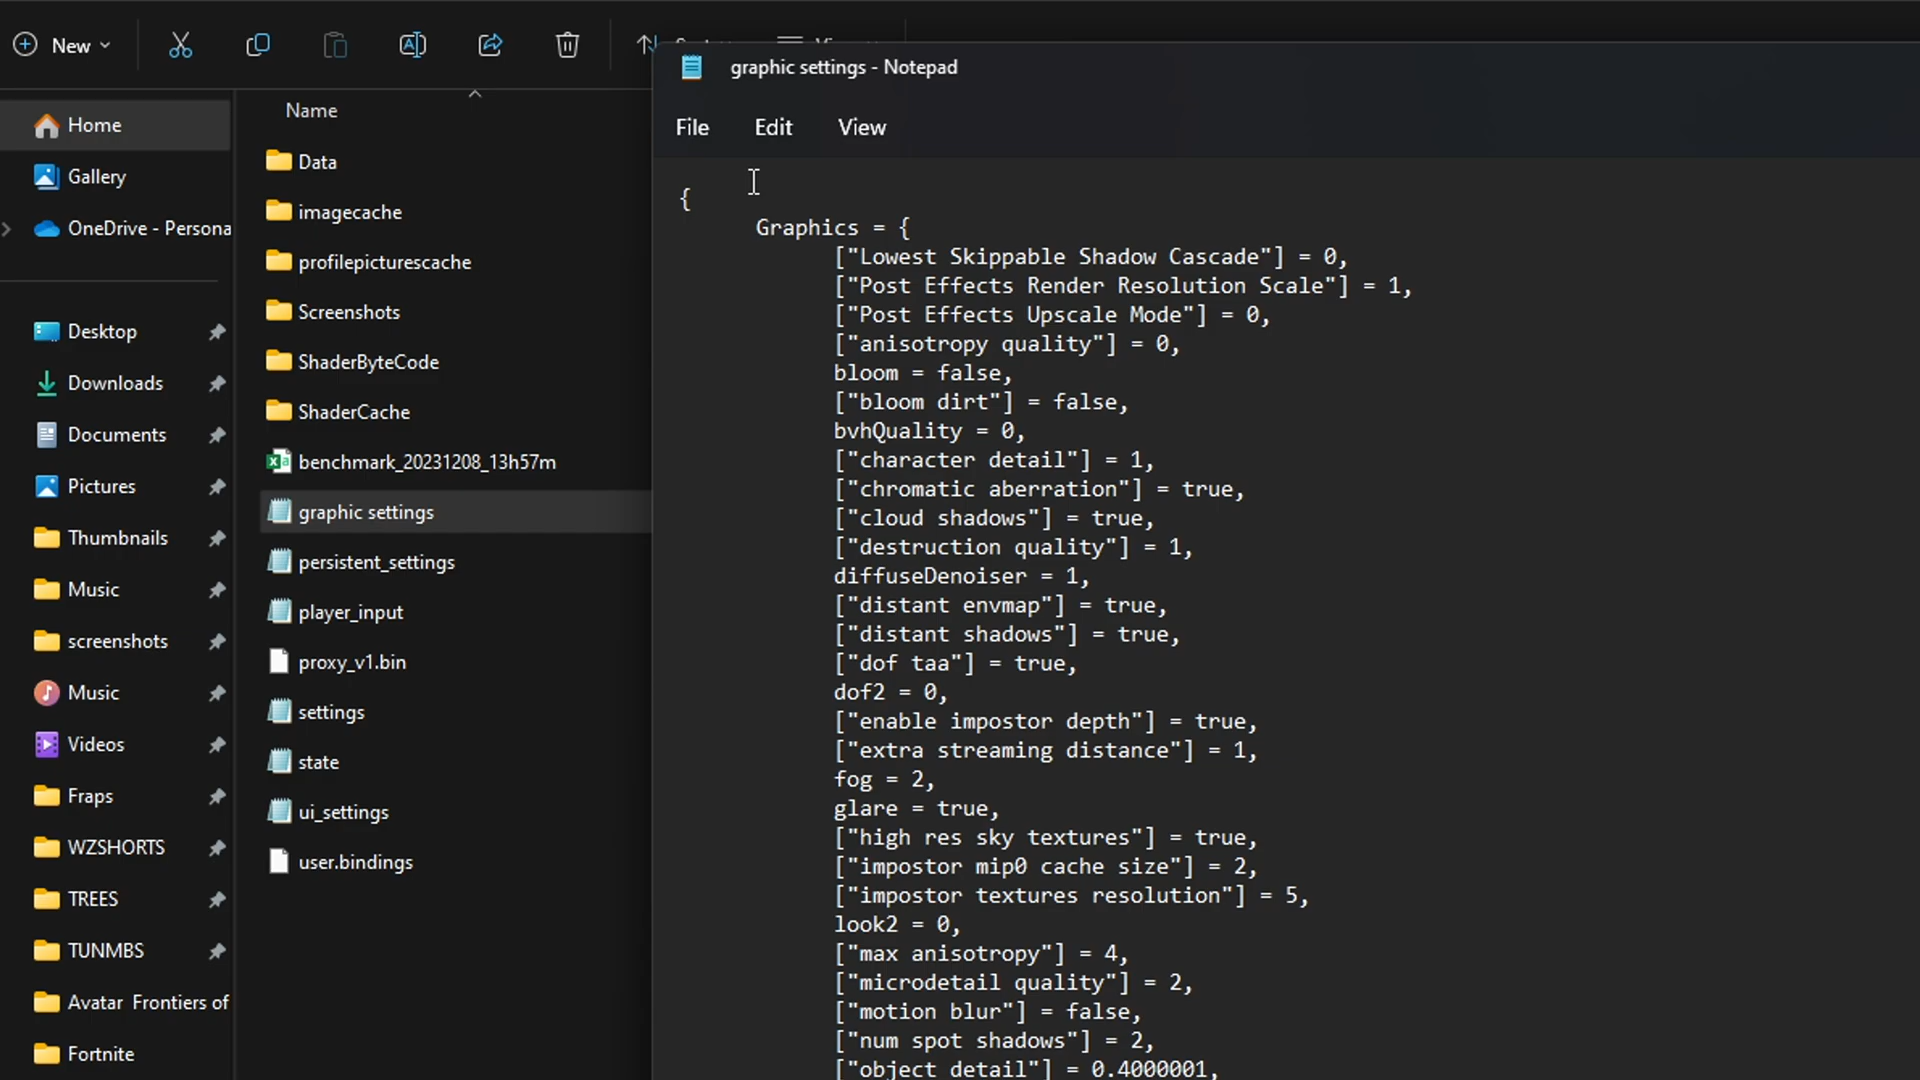 New
graphic settings - Notepad
File Edit View
Name
Home
Gallery
OneDrive - Persona
Desktop
Downloads
Documents
Pictures
Thumbnails
Music
screenshots
Music
Videos
Fraps
WZSHORTS
TREES
TUNMBS
Avatar Frontiers of
Fortnite
Data
imagecache
profilepicturescache
Screenshots
ShaderByteCode
ShaderCache
benchmark_20231208_13h57m
graphic settings
persistent_settings
player_input
proxy_v1.bin
settings
state
ui_settings
user.bindings
{
Graphics = {
["Lowest Skippable Shadow Cascade"] = 0,
["Post Effects Render Resolution Scale"] = 1,
["Post Effects Upscale Mode"] = 0,
["anisotropy quality"] = 0,
bloom = false,
["bloom dirt"] = false,
bvhQuality = 0,
["character detail"] = 1,
["chromatic aberration"] = true,
["cloud shadows"] = true,
["destruction quality"] = 1,
diffuseDenoiser = 1,
["distant envmap"] = true,
["distant shadows"] = true,
["dof taa"] = true,
dof2 = 0,
["enable impostor depth"] = true,
["extra streaming distance"] = 1,
fog = 2,
glare = true,
["high res sky textures"] = true,
["impostor mip0 cache size"] = 2,
["impostor textures resolution"] = 5,
look2 = 0,
["max anisotropy"] = 4,
["microdetail quality"] = 2,
["motion blur"] = false,
["num spot shadows"] = 2,
["object detail"] = 0.4000001,